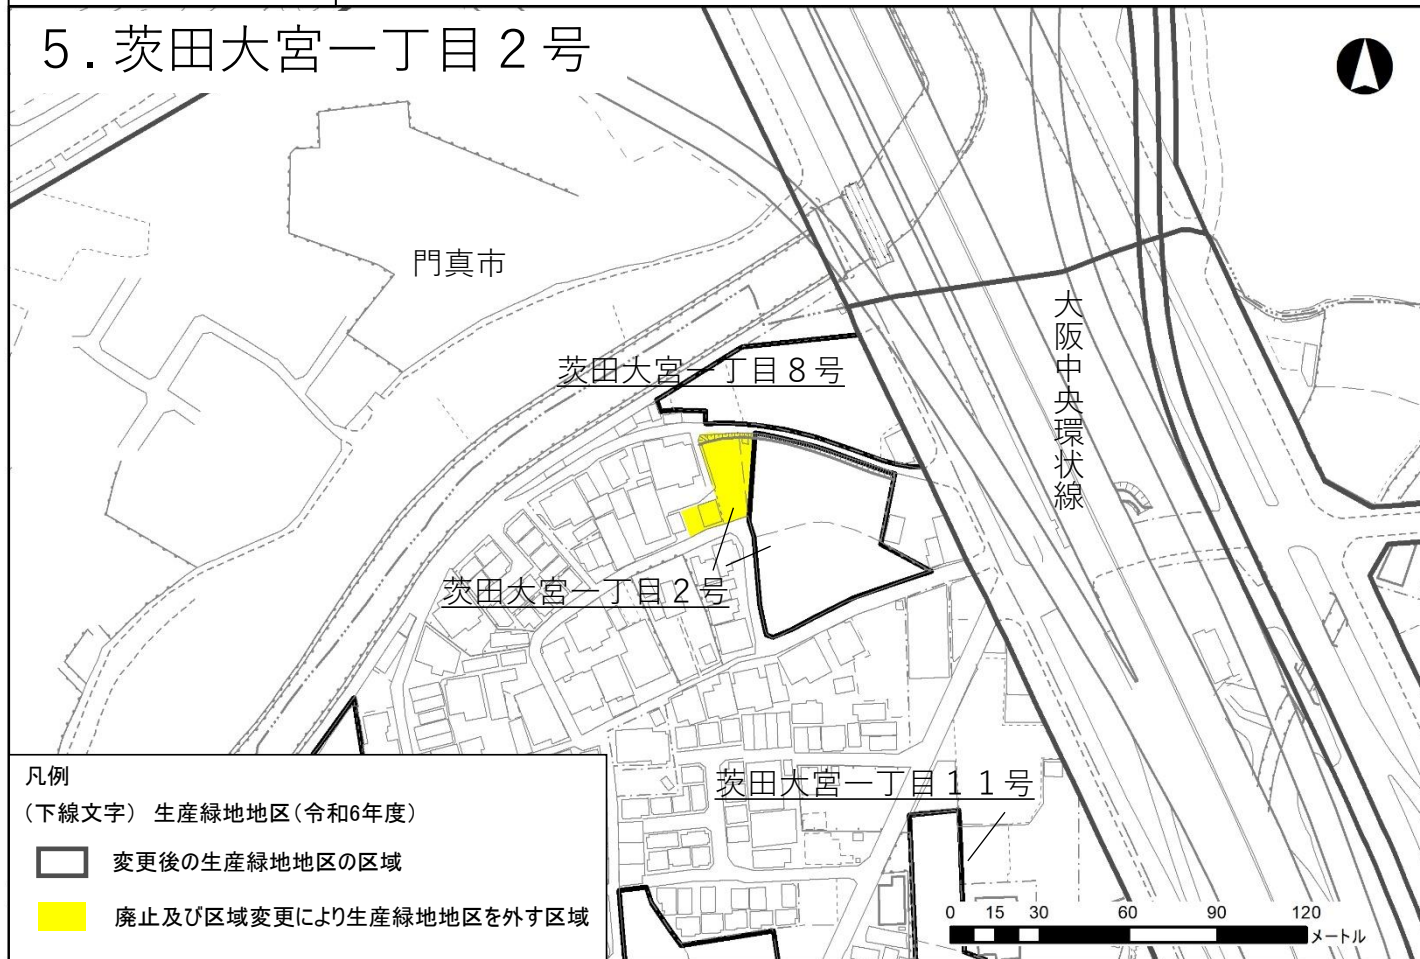 ５. 茨田大宮一丁目２号
門真市
大阪中央環状線
茨田大宮一丁目８号
茨田大宮一丁目２号
茨田大宮一丁目１１号
凡例
（下線文字） 生産緑地地区（令和6年度）
変更後の生産緑地地区の区域
廃止及び区域変更により生産緑地地区を外す区域
0 15 30 60 90 120
メートル